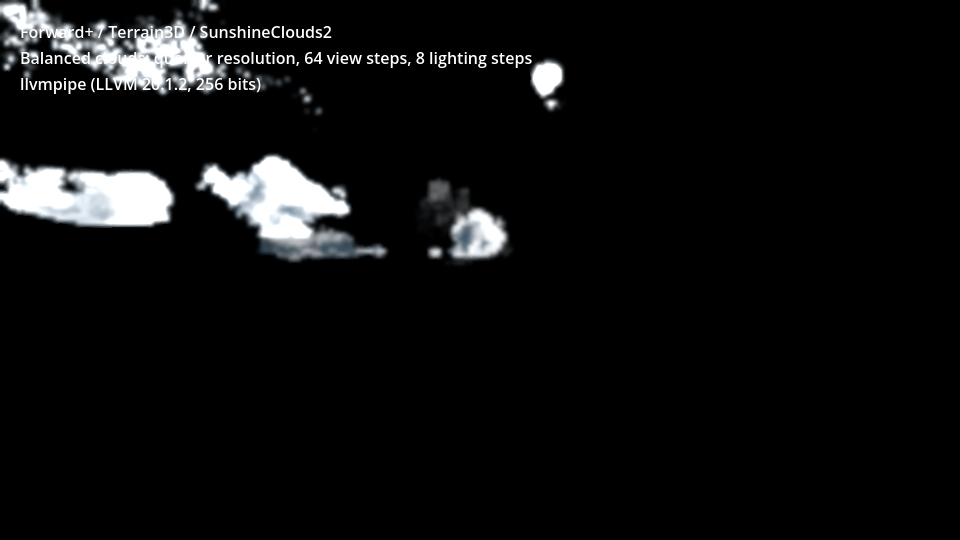 Forward+ / Terrain3D / SunshineClouds2
Balanced clouds, quarter resolution, 64 view steps, 8 lighting steps
llvmpipe (LLVM 20.1.2, 256 bits)